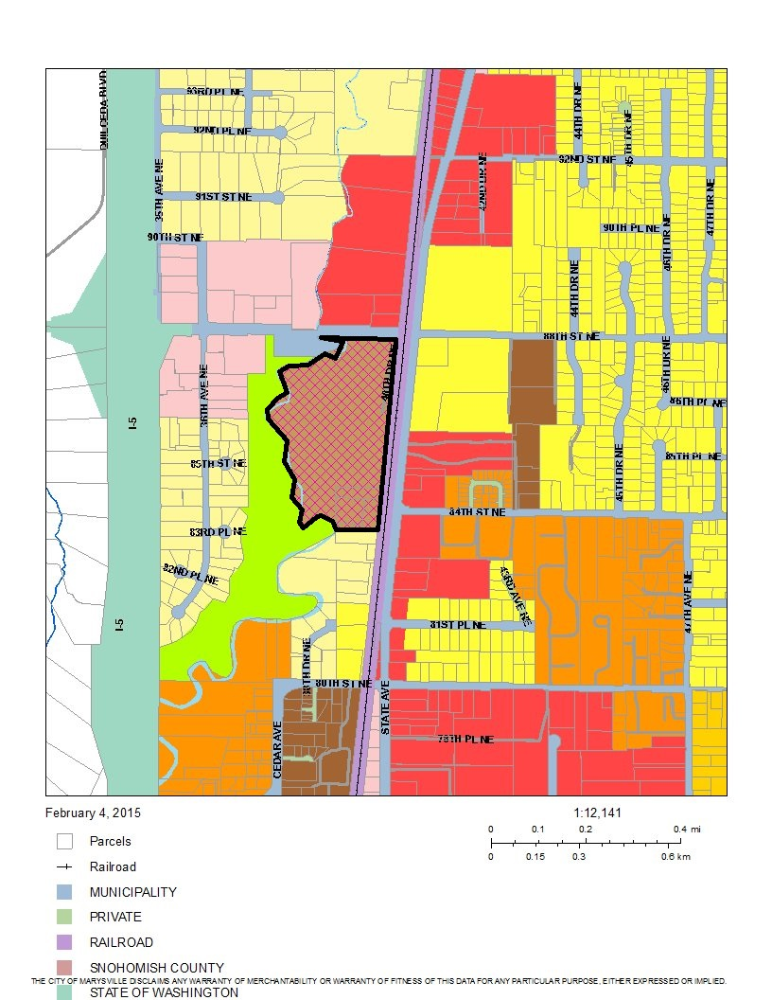 QUILCEDA BLVD
93RD PL NE
92ND PL NE
44TH DR NE
45TH DR NE
92ND ST NE
35TH AVE NE
91ST ST NE
42ND DR NE
47TH DR NE
90TH ST NE
90TH PL NE
46TH DR NE
44TH DR NE
88TH ST NE
40TH DR NE
36TH AVE NE
46TH DR NE
I-5
85TH ST NE
45TH DR NE
85TH PL NE
84TH ST NE
83RD PL NE
82ND PL NE
43RD AVE NE
47TH AVE NE
I-5
81ST PL NE
38TH DR NE
80TH ST NE
STATE AVE
CEDAR AVE
78TH PL NE
February 4, 2015
1:12,141
0 0.1 0.2 0.4 mi
0 0.15 0.3 0.6 km
Parcels
Railroad
MUNICIPALITY
PRIVATE
RAILROAD
SNOHOMISH COUNTY
THE CITY OF MARYSVILLE DISCLAIMS ANY WARRANTY OF MERCHANTABILITY OR WARRANTY OF FITNESS OF THIS DATA FOR ANY PARTICULAR PURPOSE, EITHER EXPRESSED OR IMPLIED.
STATE OF WASHINGTON